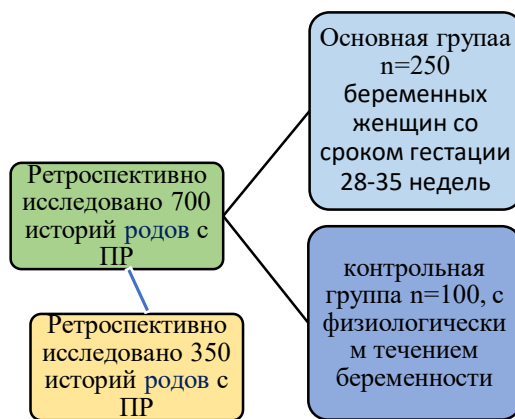 Основная групаа
n=250
беременных
женщин со
сроком гестации
28-35 недель
Ретроспективно
исследовано 700
историй родов с
ПР
контрольная
группа n=100, с
физиологически
м течением
беременности
Ретроспективно
исследовано 350
историй родов с
ПР